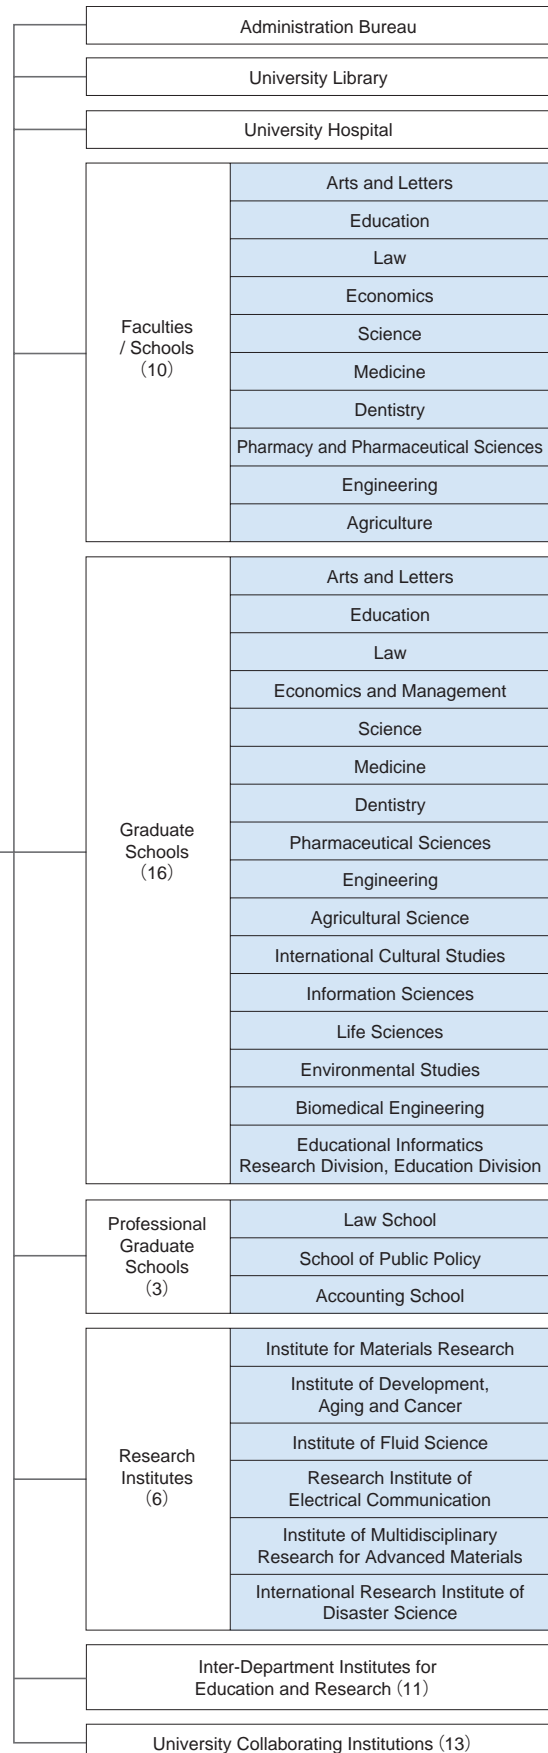 Administration Bureau
University Library
University Hospital
Faculties
/ Schools
（10）
Arts and Letters
Education
Law
Economics
Science
Medicine
Dentistry
Pharmacy and Pharmaceutical Sciences
Engineering
Agriculture
Graduate
Schools
（16）
Arts and Letters
Education
Law
Economics and Management
Science
Medicine
Dentistry
Pharmaceutical Sciences
Engineering
Agricultural Science
International Cultural Studies
Information Sciences
Life Sciences
Environmental Studies
Biomedical Engineering
Educational Informatics
Research Division, Education Division
Professional
Graduate
Schools
（3）
Law School
School of Public Policy
Accounting School
Research
Institutes
（6）
Institute for Materials Research
Institute of Development,
Aging and Cancer
Institute of Fluid Science
Research Institute of
Electrical Communication
Institute of Multidisciplinary
Research for Advanced Materials
International Research Institute of
Disaster Science
Inter-Department Institutes for
Education and Research（11）
University Collaborating Institutions（13）